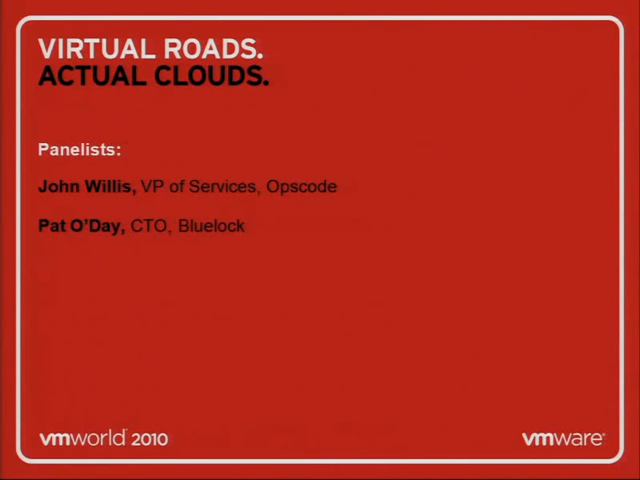 VIRTUAL ROADS.
ACTUAL CLOUDS.
Panelists:
John Willis, VP of Services, Opscode
Pat O'Day, CTO, Bluelock
vmworld 2010
vmware